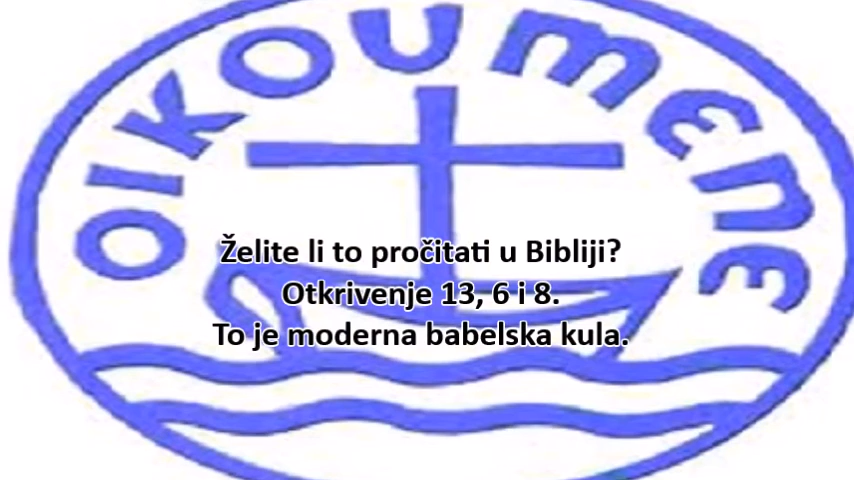 OIKOUMENE
Želite li to pročitati u Bibliji?
Otkrivenje 13, 6 i 8.
To je moderna babelska kula.